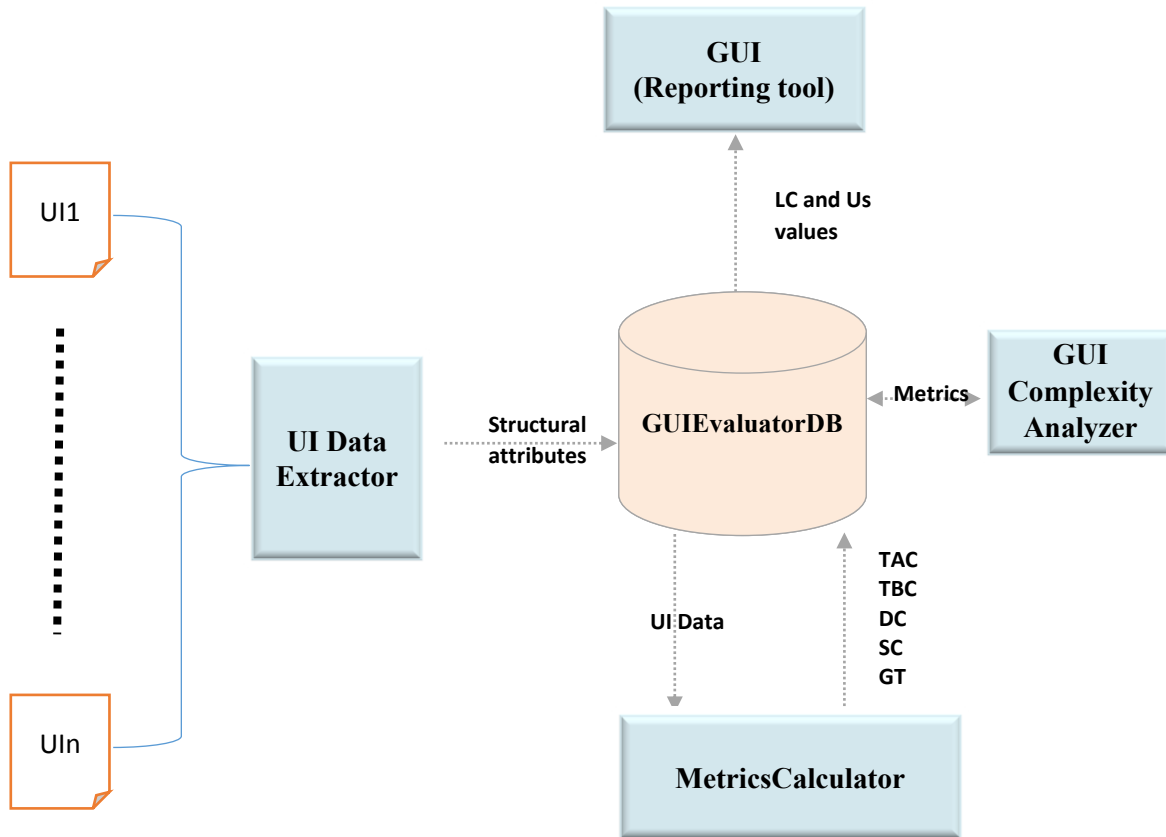 GUI
(Reporting tool)
UI1
LC and Us
values
GUI
Complexity
Analyzer
Metrics
GUIEvaluatorDB
UI Data
Extractor
Structural
attributes
TAC
TBC
DC
SC
GT
UI Data
UIn
MetricsCalculator